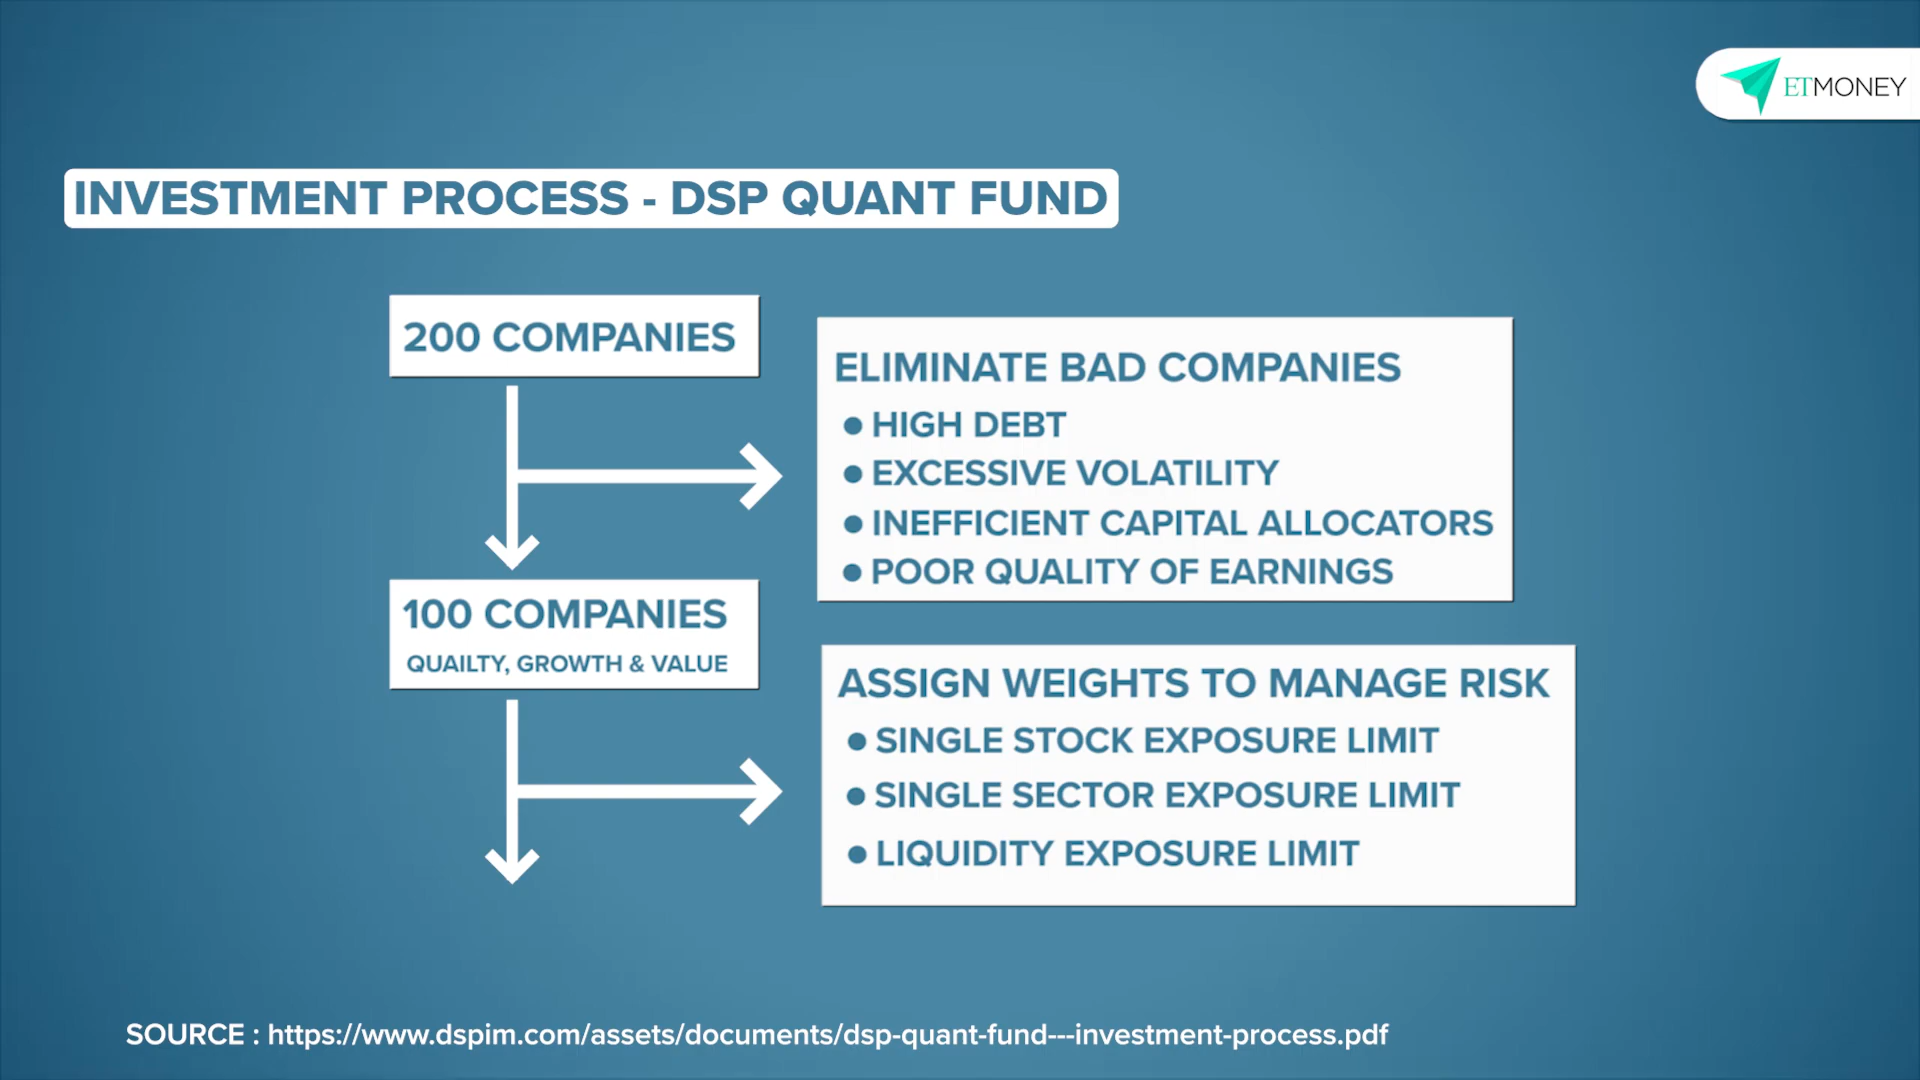 ETMONEY
INVESTMENT PROCESS - DSP QUANT FUND
200 COMPANIES
ELIMINATE BAD COMPANIES
● HIGH DEBT
● EXCESSIVE VOLATILITY
● INEFFICIENT CAPITAL ALLOCATORS
● POOR QUALITY OF EARNINGS
100 COMPANIES
QUAILTY, GROWTH & VALUE
ASSIGN WEIGHTS TO MANAGE RISK
● SINGLE STOCK EXPOSURE LIMIT
● SINGLE SECTOR EXPOSURE LIMIT
● LIQUIDITY EXPOSURE LIMIT
SOURCE : https://www.dspim.com/assets/documents/dsp-quant-fund---investment-process.pdf